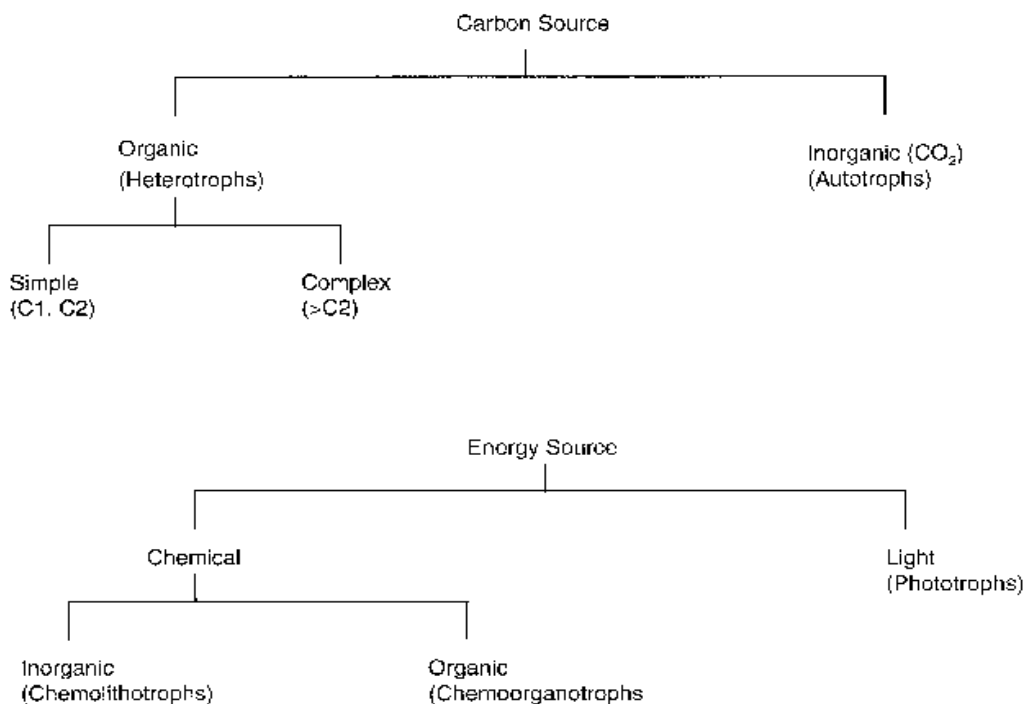 Carbon Source
Organic
(Heterotrophs)
Inorganic (CO₂)
(Autotrophs)
Simple
(C1, C2)
Complex
(>C2)
Energy Source
Chemical
Light
(Phototrophs)
Inorganic
(Chemolithotrophs)
Organic
(Chemoorganotrophs